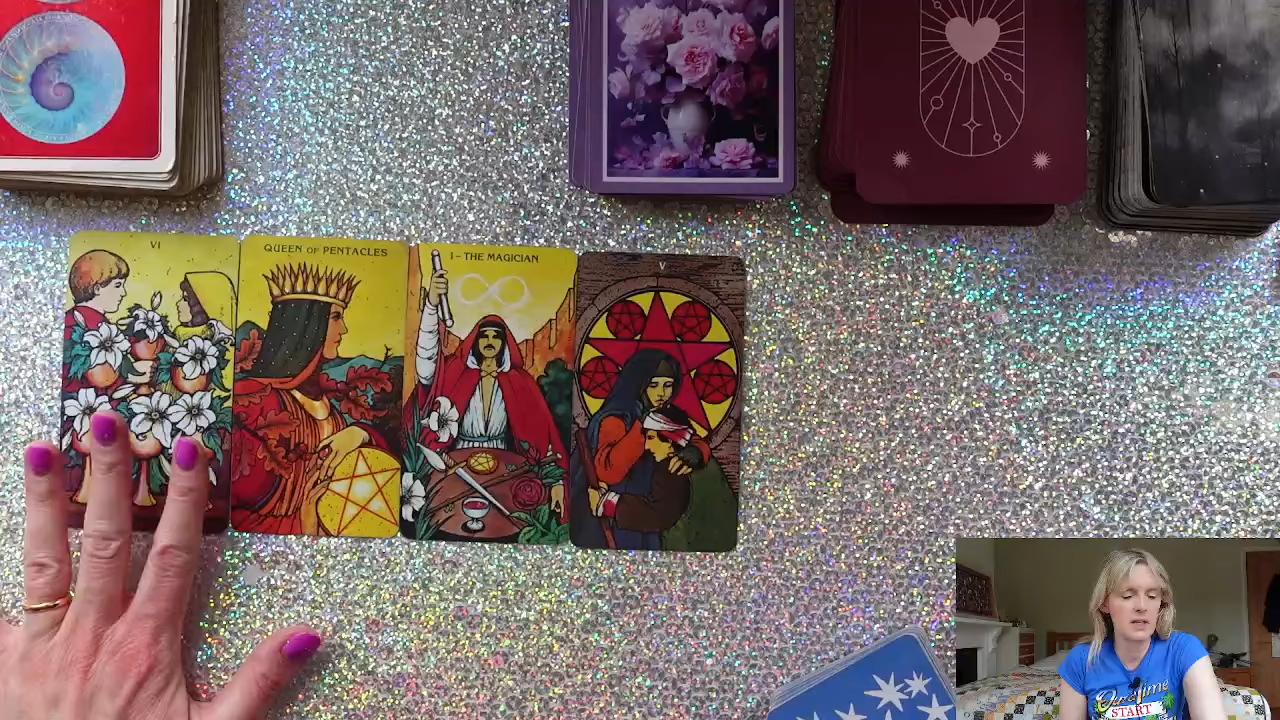 VI
QUEEN OF PENTACLES
I - THE MAGICIAN
V
START